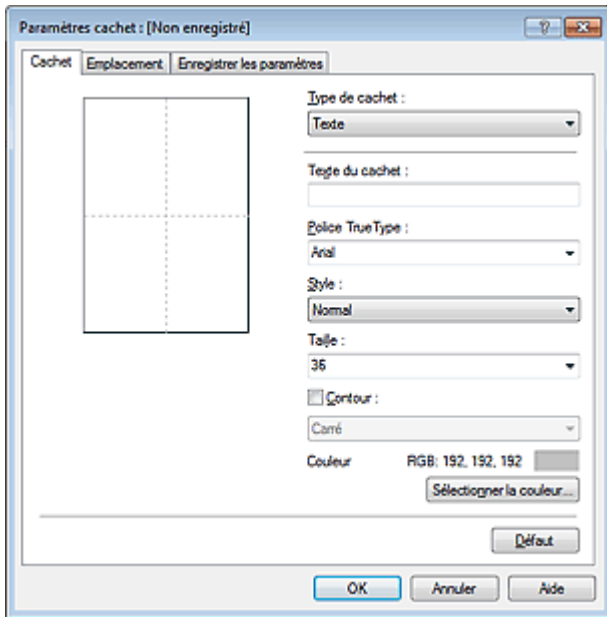 Paramètres cachet : [Non enregistré]
Cachet Emplacement Enregistrer les paramètres
Type de cachet :
Texte
Texte du cachet :
Police TrueType :
Arial
Style :
Normal
Taille :
36
Contour :
Carré
Couleur RGB: 192, 192, 192
Sélectionner la couleur...
Défaut
OK Annuler Aide